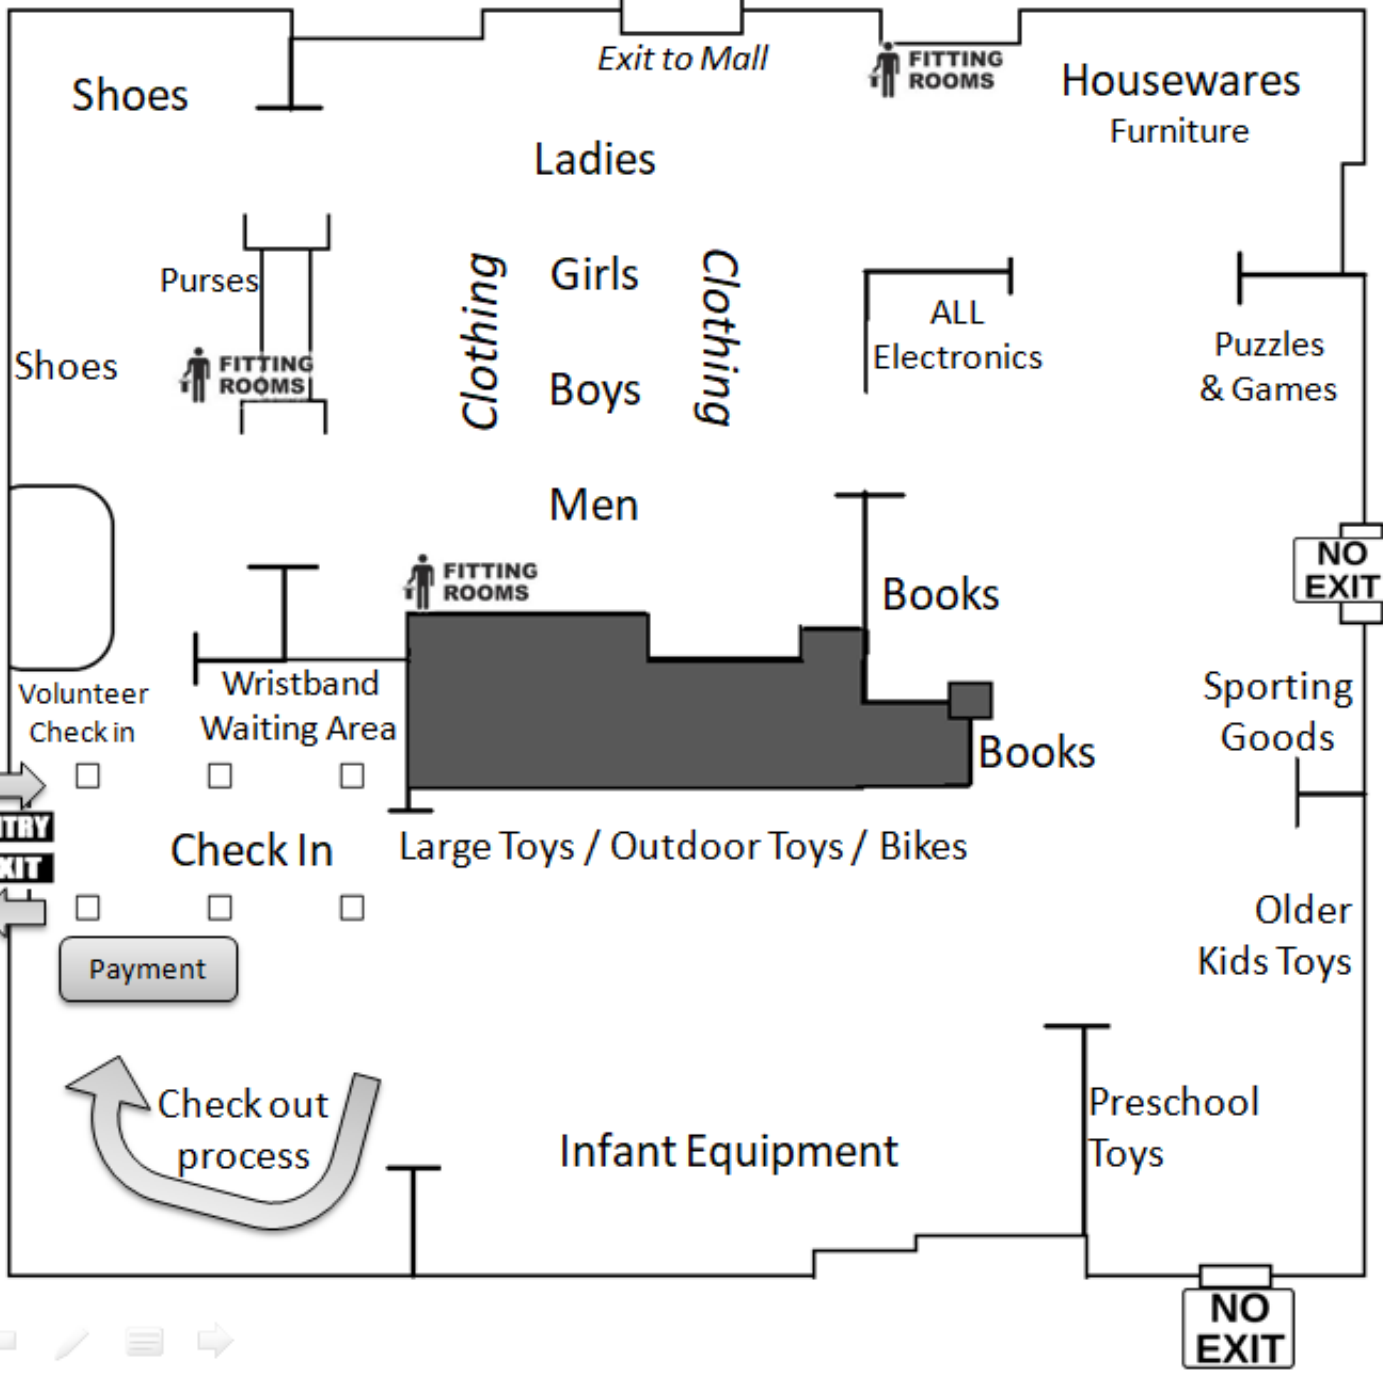 Exit to Mall
FITTING
ROOMS
Shoes
Housewares
Furniture
Ladies
Purses
Clothing
Girls
Clothing
ALL
Electronics
Puzzles
& Games
Shoes
FITTING
ROOMS
Boys
Men
FITTING
ROOMS
Books
NO
EXIT
Volunteer
Check in
Wristband
Waiting Area
Sporting
Goods
Books
NTRY
XIT
Check In
Large Toys / Outdoor Toys / Bikes
Older
Kids Toys
Payment
Check out
process
Infant Equipment
Preschool
Toys
NO
EXIT